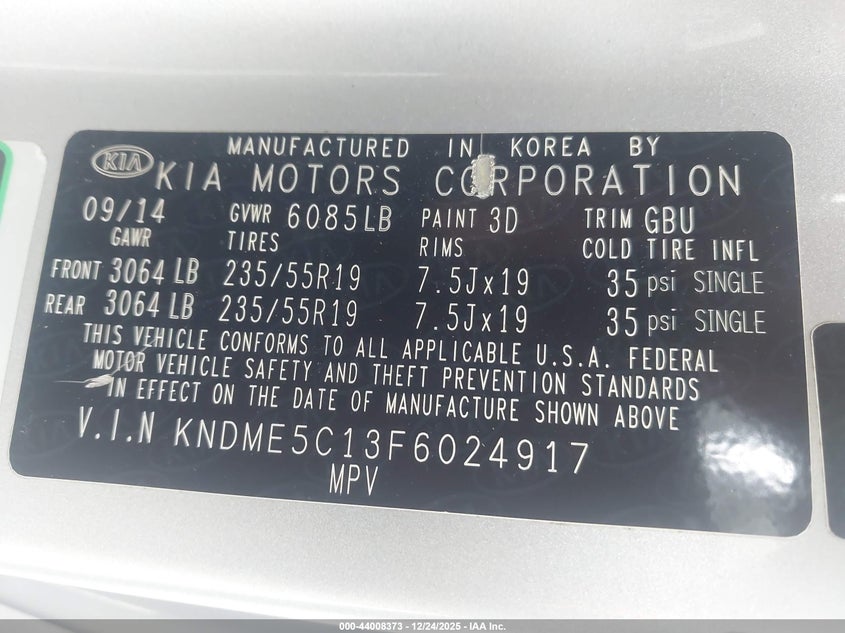 MANUFACTURED IN KOREA BY
KIA KIA MOTORS CORPORATION
09/14 GVWR 6085LB PAINT 3D TRIM GBU
GAWR TIRES RIMS COLD TIRE INFL
FRONT 3064 LB 235/55R19 7.5Jx19 35 psi SINGLE
REAR 3064 LB 235/55R19 7.5Jx19 35 psi SINGLE
THIS VEHICLE CONFORMS TO ALL APPLICABLE U.S.A. FEDERAL
MOTOR VEHICLE SAFETY AND THEFT PREVENTION STANDARDS
IN EFFECT ON THE DATE OF MANUFACTURE SHOWN ABOVE
V.I.N KNDME5C13F6024917
MPV
000-44008373 - 12/24/2025 - IAA Inc.